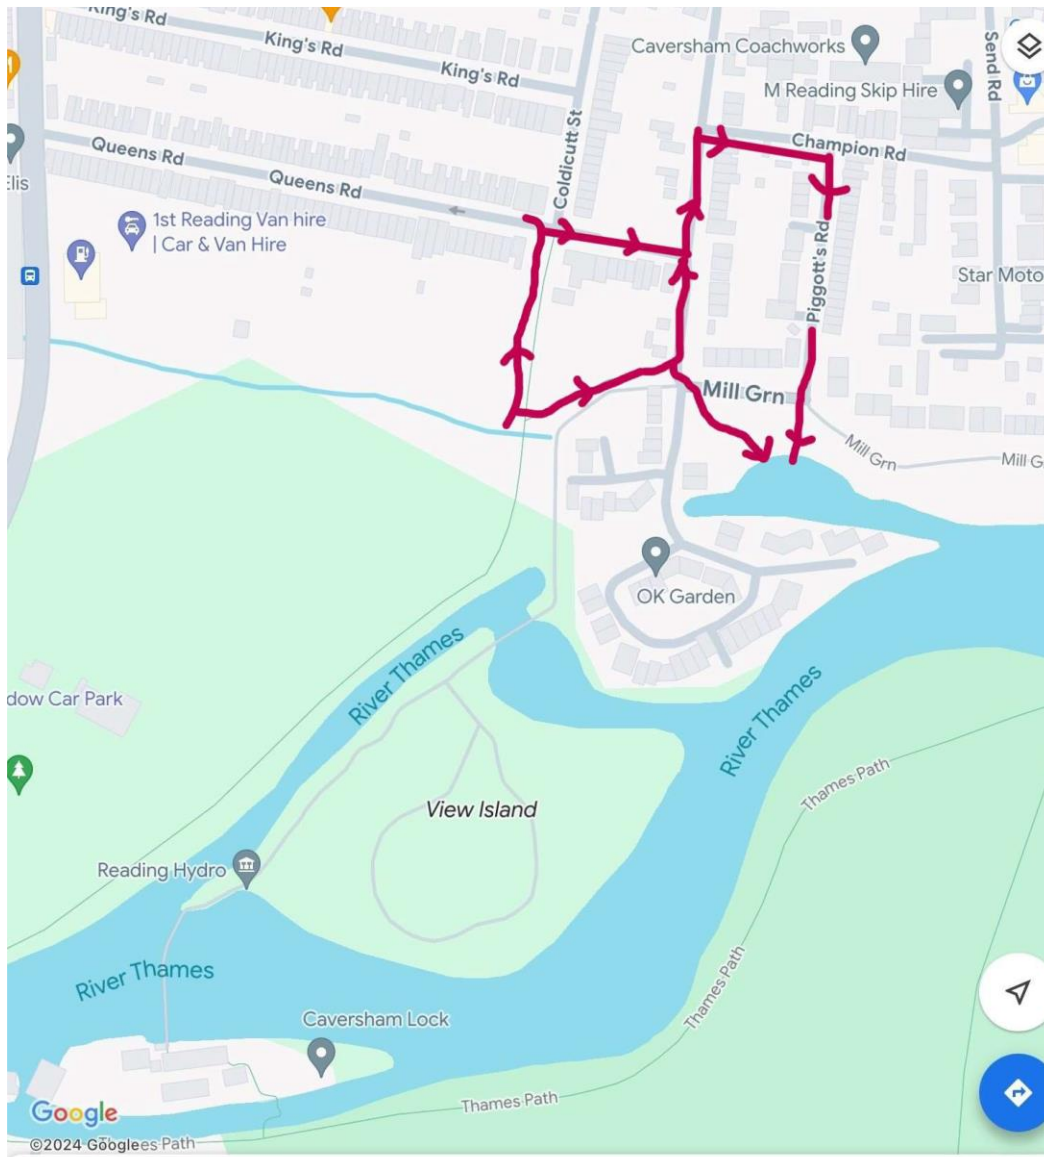 King's Rd
King's Rd
King's Rd
Coldicutt St
Caversham Coachworks
M Reading Skip Hire
Send Rd
Champion Rd
Queens Rd
Queens Rd
Elis
1st Reading Van hire
| Car & Van Hire
Piggott's Rd
Star Moto
Mill Grn
Mill Grn
Mill G
OK Garden
River Thames
River Thames
dow Car Park
Thames Path
View Island
Reading Hydro
River Thames
Thames Path
Caversham Lock
Thames Path
Google
©2024 Google
es Path